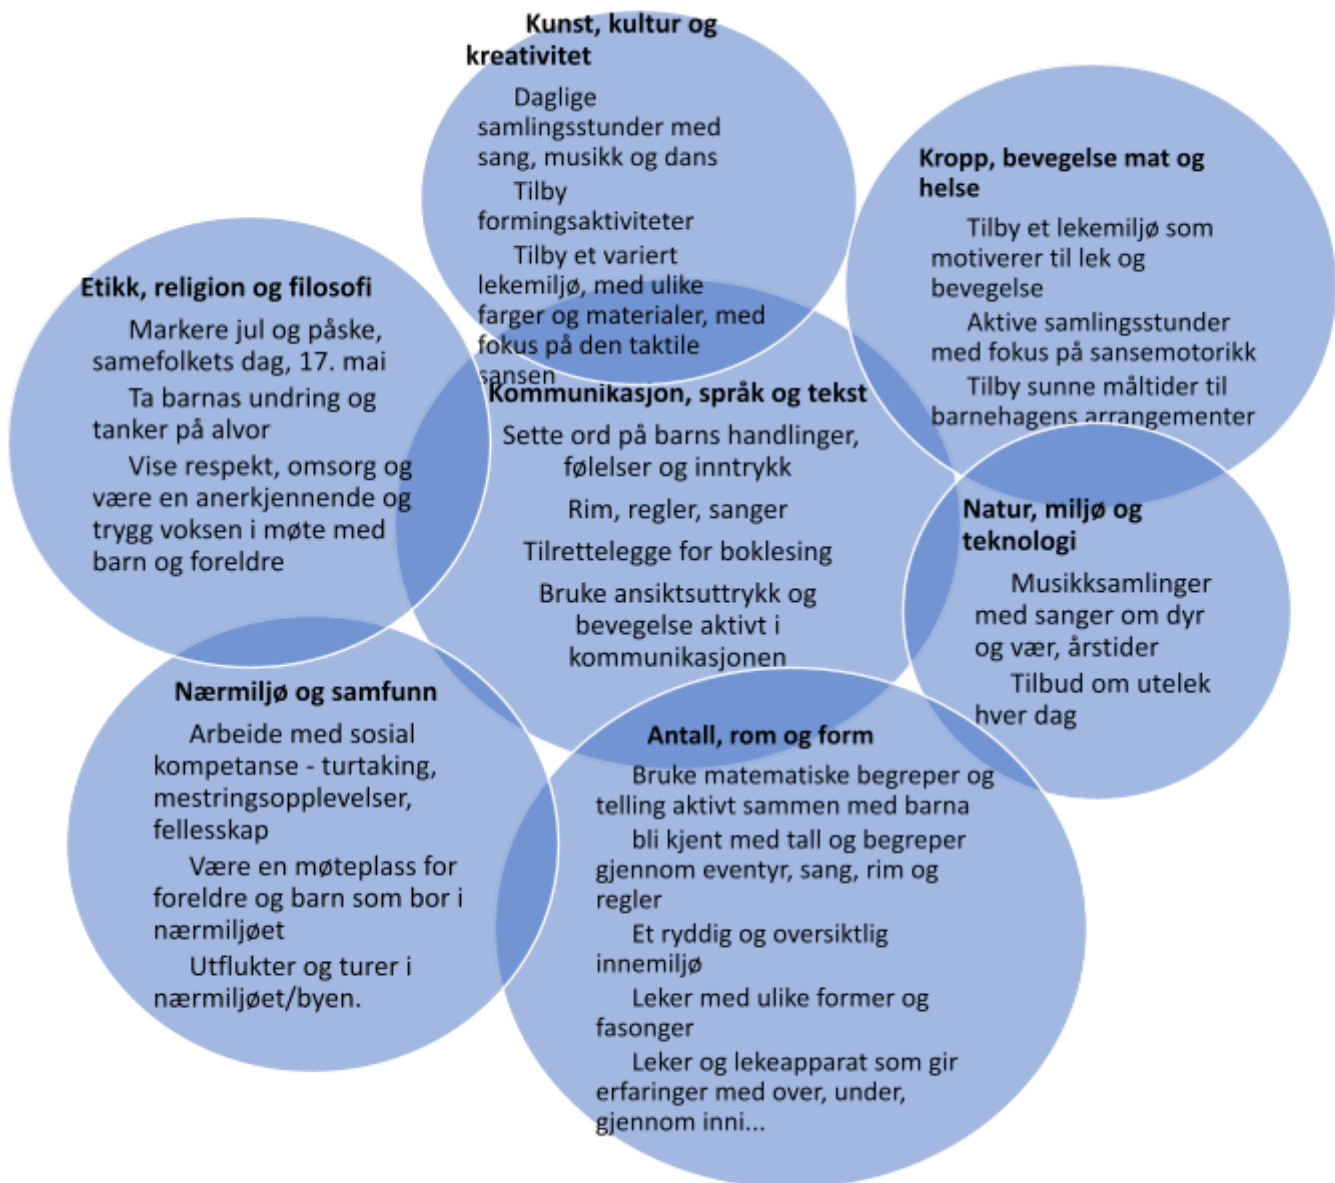 Kunst, kultur og
kreativitet
Daglige
samlingsstunder med
sang, musikk og dans
Tilby
formingsaktiviteter
Tilby et variert
lekemiljø, med ulike
farger og materialer, med
fokus på den taktile
sansen
Kropp, bevegelse mat og
helse
Tilby et lekemiljø som
motiverer til lek og
bevegelse
Aktive samlingsstunder
med fokus på sansemotorikk
Tilby sunne måltider til
barnehagens arrangementer
Etikk, religion og filosofi
Markere jul og påske,
samefolkets dag, 17. mai
Ta barnas undring og
tanker på alvor
Vise respekt, omsorg og
være en anerkjennende og
trygg voksen i møte med
barn og foreldre
Kommunikasjon, språk og tekst
Sette ord på barns handlinger,
følelser og inntrykk
Rim, regler, sanger
Tilrettelegge for boklesing
Bruke ansiktsuttrykk og
bevegelse aktivt i
kommunikasjonen
Natur, miljø og
teknologi
Musikksamlinger
med sanger om dyr
og vær, årstider
Tilbud om utelek
hver dag
Nærmiljø og samfunn
Arbeide med sosial
kompetanse - turtaking,
mestringsopplevelser,
fellesskap
Være en møteplass for
foreldre og barn som bor i
nærmiljøet
Utflukter og turer i
nærmiljøet/byen.
Antall, rom og form
Bruke matematiske begreper og
telling aktivt sammen med barna
bli kjent med tall og begreper
gjennom eventyr, sang, rim og
regler
Et ryddig og oversiktlig
innemiljø
Leker med ulike former og
fasonger
Leker og lekeapparat som gir
erfaringer med over, under,
gjennom inni...